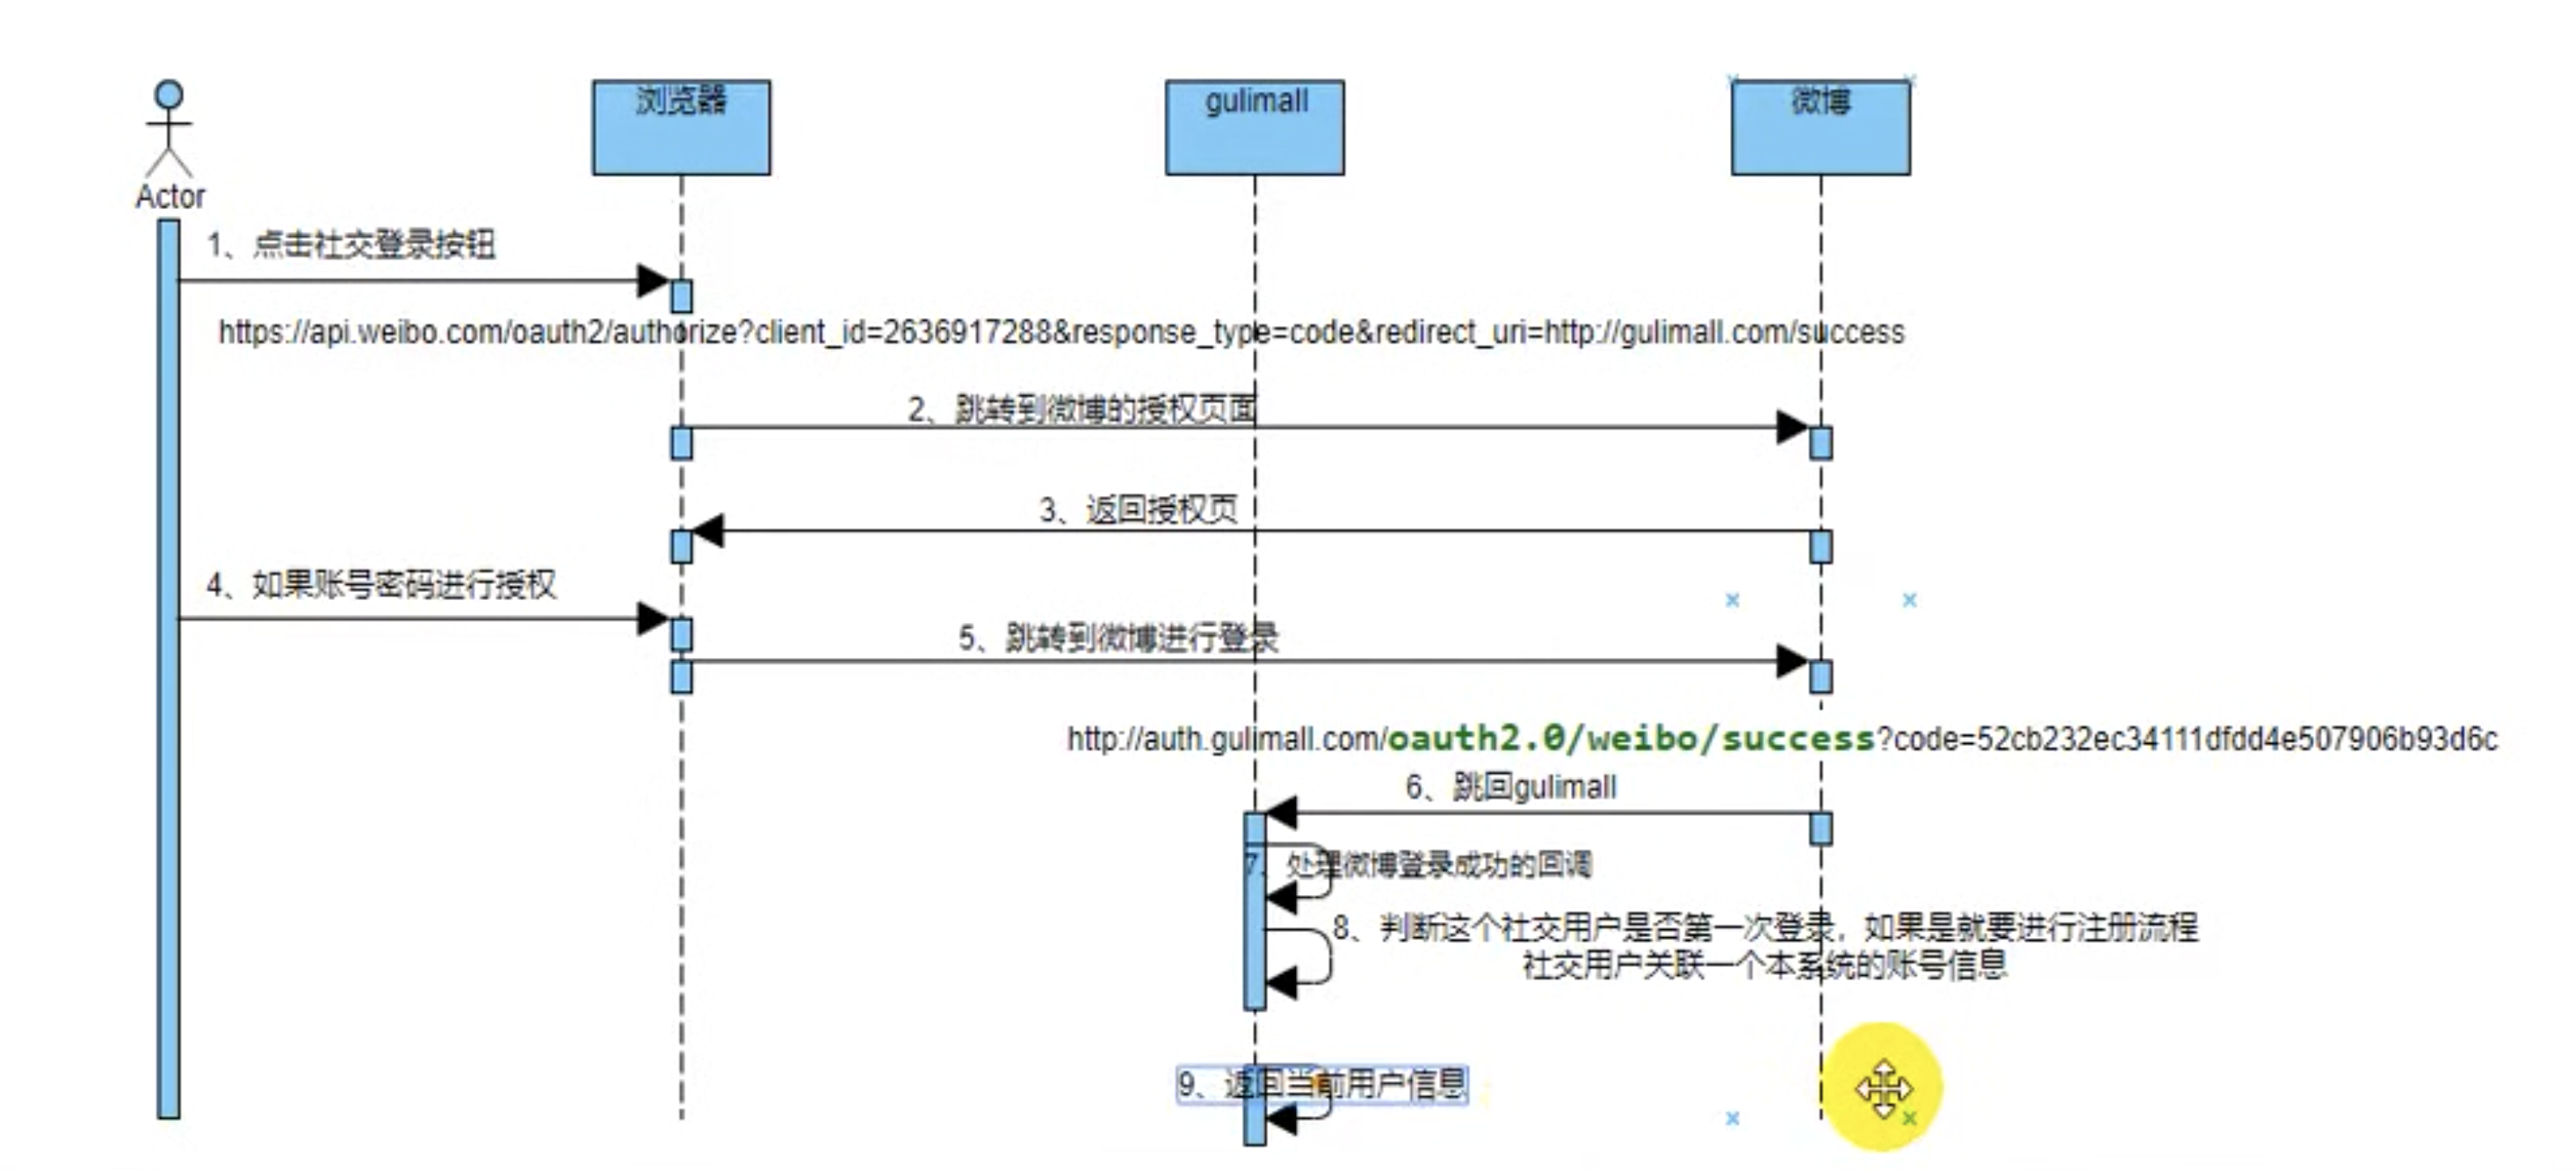 浏览器
gulimall
微博
Actor
1、点击社交登录按钮
https://api.weibo.com/oauth2/authorize?client_id=2636917288&response_type=code&redirect_uri=http://gulimall.com/success
2、跳转到微博的授权页面
3、返回授权页
4、如果账号密码进行授权
5、跳转到微博进行登录
http://auth.gulimall.com/oauth2.0/weibo/success?code=52cb232ec34111dfdd4e507906b93d6c
6、跳回gulimall
7、处理微博登录成功的回调
8、判断这个社交用户是否第一次登录，如果是就要进行注册流程
社交用户关联一个本系统的账号信息
9、返回当前用户信息